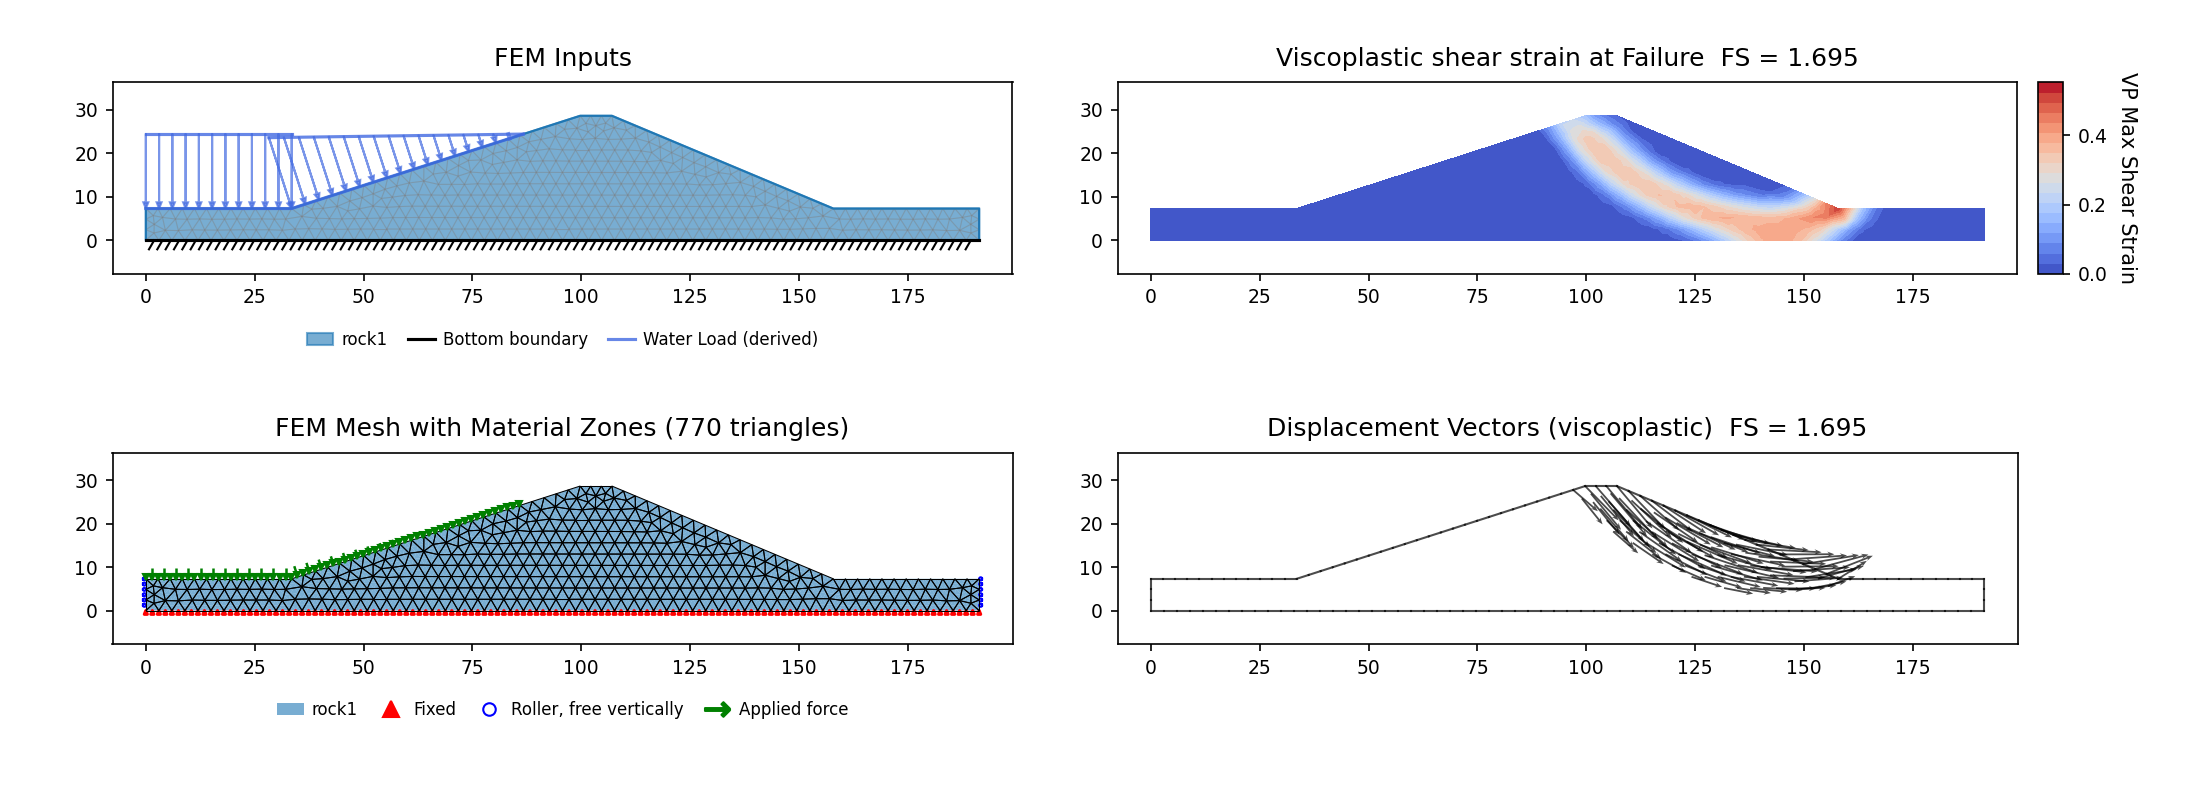 FEM Inputs
30
20
10
0
0 25 50 75 100 125 150 175
rock1 Bottom boundary Water Load (derived)
Viscoplastic shear strain at Failure FS = 1.695
30
20
10
0
0 25 50 75 100 125 150 175
0.4
0.2
0.0
VP Max Shear Strain
FEM Mesh with Material Zones (770 triangles)
30
20
10
0
0 25 50 75 100 125 150 175
rock1 Fixed Roller, free vertically Applied force
Displacement Vectors (viscoplastic) FS = 1.695
30
20
10
0
0 25 50 75 100 125 150 175